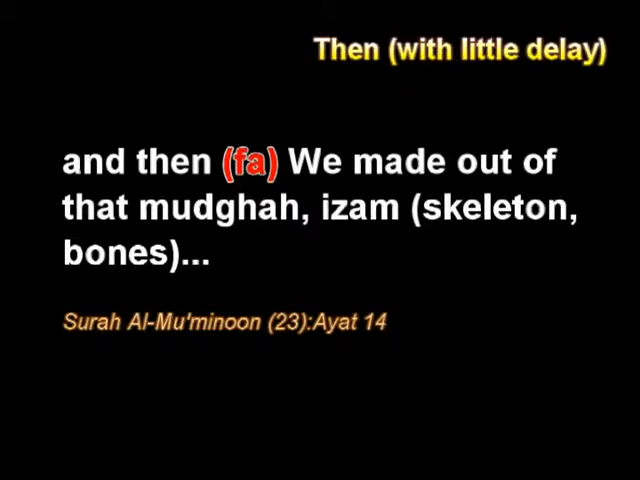 Then (with little delay)
and then (fa) We made out of
that mudghah, izam (skeleton,
bones)...
Surah Al-Mu'minoon (23):Ayat 14